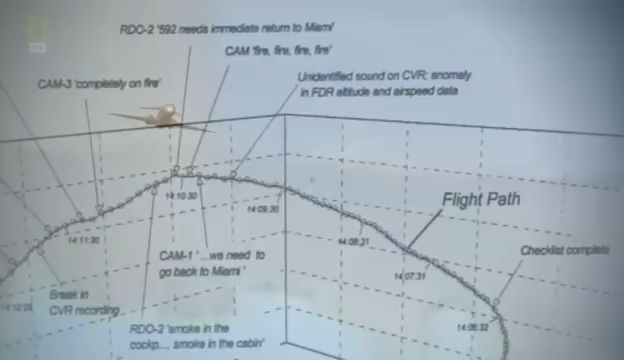 RDO-2 '592 needs immediate return to Miami'
CAM 'fire, fire, fire, fire'
CAM-3 'completely on fire'
Unidentified sound on CVR; anomaly
in FDR altitude and airspeed data
Flight Path
14:10:30
14:09:30
14:11:30
14:08:21
Checklist complete
CAM-1 '...we need to
go back to Miami'
14:07:31
Break in
CVR recording
14:06:32
RDO-2 'smoke in the
cockp.... smoke in the cabin'